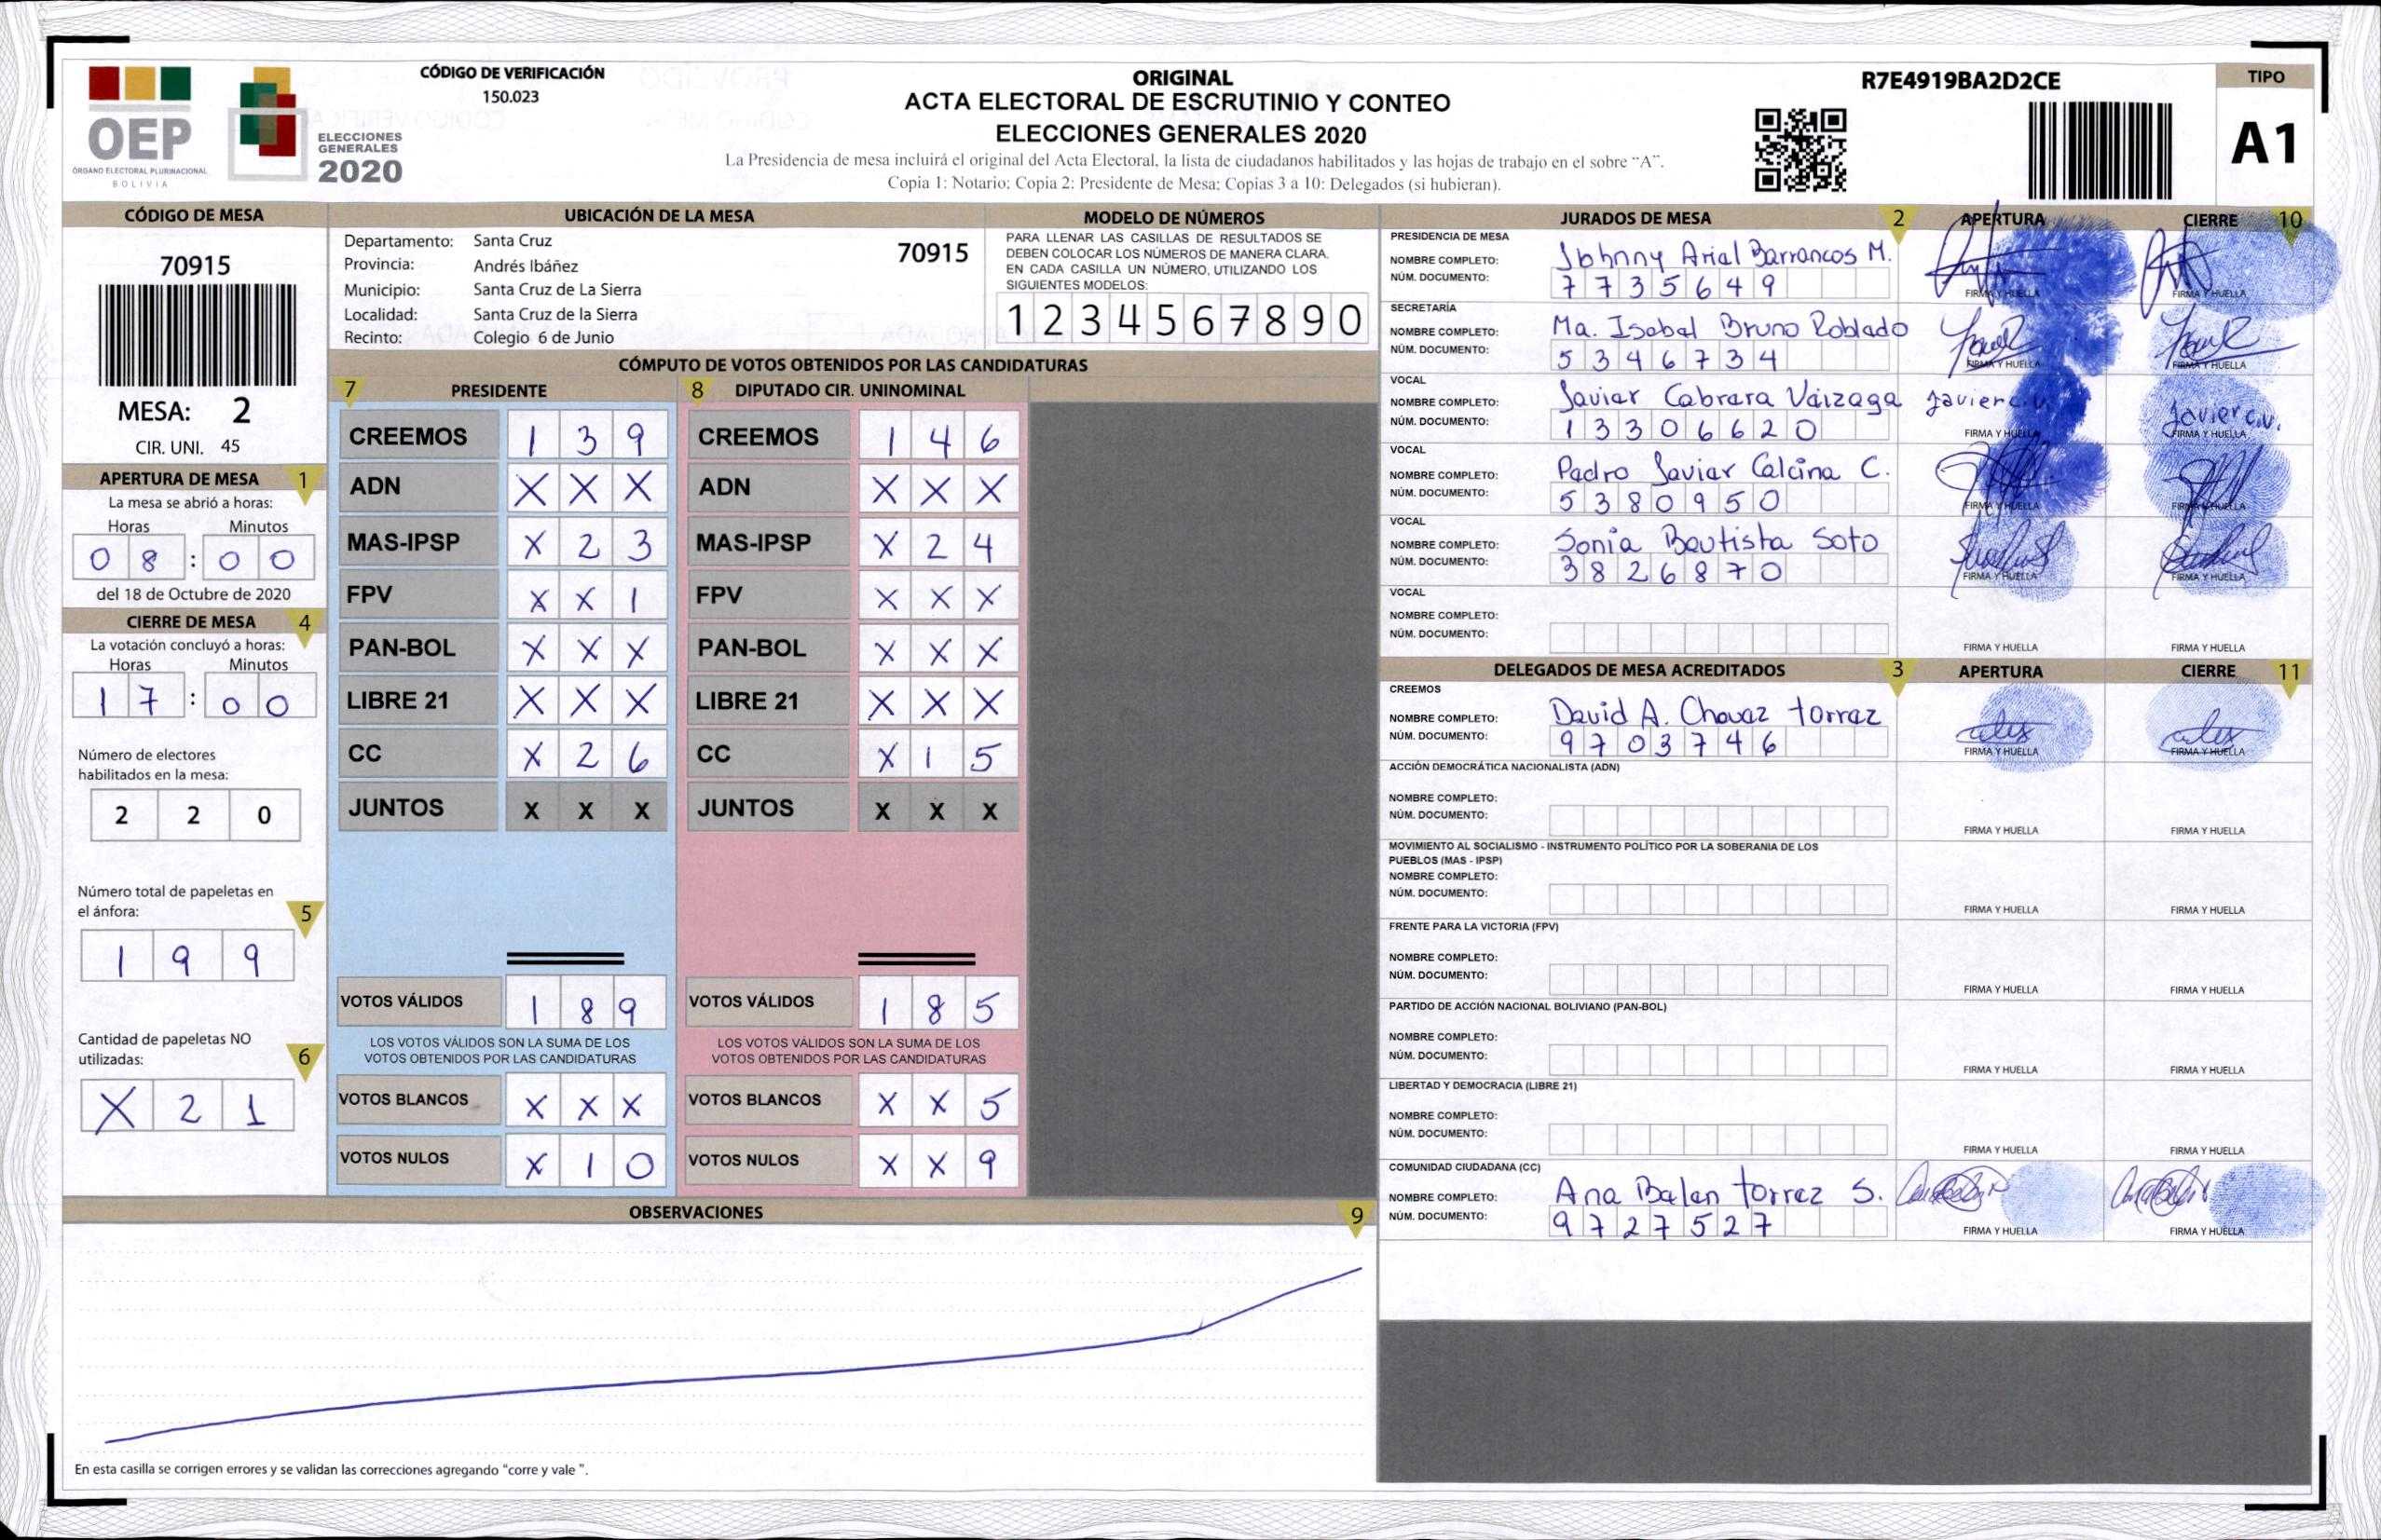 OEP
ÓRGANO ELECTORAL PLURINACIONAL
BOLIVIA
ELECCIONES
GENERALES
2020
CÓDIGO DE VERIFICACIÓN
150.023
ORIGINAL
ACTA ELECTORAL DE ESCRUTINIO Y CONTEO
ELECCIONES GENERALES 2020
La Presidencia de mesa incluirá el original del Acta Electoral, la lista de ciudadanos habilitados y las hojas de trabajo en el sobre "A".
Copia 1: Notario; Copia 2: Presidente de Mesa; Copias 3 a 10: Delegados (si hubieran).
R7E4919BA2D2CE
TIPO
A1
CÓDIGO DE MESA
70915
MESA: 2
CIR. UNI. 45
APERTURA DE MESA 1
La mesa se abrió a horas:
Horas Minutos
0 8 : 0 0
del 18 de Octubre de 2020
CIERRE DE MESA 4
La votación concluyó a horas:
Horas Minutos
1 7 : 0 0
Número de electores
habilitados en la mesa:
2 2 0
Número total de papeletas en
el ánfora: 5
1 9 9
Cantidad de papeletas NO
utilizadas: 6
X 2 1
UBICACIÓN DE LA MESA
Departamento: Santa Cruz 70915
Provincia: Andrés Ibáñez
Municipio: Santa Cruz de La Sierra
Localidad: Santa Cruz de la Sierra
Recinto: Colegio 6 de Junio
MODELO DE NÚMEROS
PARA LLENAR LAS CASILLAS DE RESULTADOS SE
DEBEN COLOCAR LOS NÚMEROS DE MANERA CLARA.
EN CADA CASILLA UN NÚMERO, UTILIZANDO LOS
SIGUIENTES MODELOS:
1 2 3 4 5 6 7 8 9 0
CÓMPUTO DE VOTOS OBTENIDOS POR LAS CANDIDATURAS
7 PRESIDENTE
CREEMOS 1 3 9
ADN X X X
MAS-IPSP X 2 3
FPV X X 1
PAN-BOL X X X
LIBRE 21 X X X
CC X 2 6
JUNTOS X X X
VOTOS VÁLIDOS 1 8 9
LOS VOTOS VÁLIDOS SON LA SUMA DE LOS
VOTOS OBTENIDOS POR LAS CANDIDATURAS
VOTOS BLANCOS X X X
VOTOS NULOS X 1 0
8 DIPUTADO CIR. UNINOMINAL
CREEMOS 1 4 6
ADN X X X
MAS-IPSP X 2 4
FPV X X X
PAN-BOL X X X
LIBRE 21 X X X
CC X 1 5
JUNTOS X X X
VOTOS VÁLIDOS 1 8 5
LOS VOTOS VÁLIDOS SON LA SUMA DE LOS
VOTOS OBTENIDOS POR LAS CANDIDATURAS
VOTOS BLANCOS X X 5
VOTOS NULOS X X 9
OBSERVACIONES 9
En esta casilla se corrigen errores y se validan las correcciones agregando "corre y vale ".
JURADOS DE MESA 2 APERTURA CIERRE 10
PRESIDENCIA DE MESA
NOMBRE COMPLETO: Johnny Ariel Barrancos M.
NÚM. DOCUMENTO: 7 7 3 5 6 4 9
FIRMA Y HUELLA FIRMA Y HUELLA
SECRETARÍA
NOMBRE COMPLETO: Ma. Isabel Bruno Roblado
NÚM. DOCUMENTO: 5 3 4 6 7 3 4
FIRMA Y HUELLA FIRMA Y HUELLA
VOCAL
NOMBRE COMPLETO: Javier Cabrera Vaizaga Javier C.V. Javier C.V.
NÚM. DOCUMENTO: 1 3 3 0 6 6 2 0
FIRMA Y HUELLA FIRMA Y HUELLA
VOCAL
NOMBRE COMPLETO: Pedro Javier Calcina C.
NÚM. DOCUMENTO: 5 3 8 0 9 5 0
FIRMA Y HUELLA FIRMA Y HUELLA
VOCAL
NOMBRE COMPLETO: Sonia Bautista Soto
NÚM. DOCUMENTO: 3 8 2 6 8 7 0
FIRMA Y HUELLA FIRMA Y HUELLA
VOCAL
NOMBRE COMPLETO:
NÚM. DOCUMENTO:
FIRMA Y HUELLA FIRMA Y HUELLA
DELEGADOS DE MESA ACREDITADOS 3 APERTURA CIERRE 11
CREEMOS
NOMBRE COMPLETO: David A. Chavez torrez
NÚM. DOCUMENTO: 9 7 0 3 7 4 6
FIRMA Y HUELLA FIRMA Y HUELLA
ACCIÓN DEMOCRÁTICA NACIONALISTA (ADN)
NOMBRE COMPLETO:
NÚM. DOCUMENTO:
FIRMA Y HUELLA FIRMA Y HUELLA
MOVIMIENTO AL SOCIALISMO - INSTRUMENTO POLÍTICO POR LA SOBERANIA DE LOS
PUEBLOS (MAS - IPSP)
NOMBRE COMPLETO:
NÚM. DOCUMENTO:
FIRMA Y HUELLA FIRMA Y HUELLA
FRENTE PARA LA VICTORIA (FPV)
NOMBRE COMPLETO:
NÚM. DOCUMENTO:
FIRMA Y HUELLA FIRMA Y HUELLA
PARTIDO DE ACCIÓN NACIONAL BOLIVIANO (PAN-BOL)
NOMBRE COMPLETO:
NÚM. DOCUMENTO:
FIRMA Y HUELLA FIRMA Y HUELLA
LIBERTAD Y DEMOCRACIA (LIBRE 21)
NOMBRE COMPLETO:
NÚM. DOCUMENTO:
FIRMA Y HUELLA FIRMA Y HUELLA
COMUNIDAD CIUDADANA (CC)
NOMBRE COMPLETO: Ana Belen torrez S.
NÚM. DOCUMENTO: 9 7 2 7 5 2 7
FIRMA Y HUELLA FIRMA Y HUELLA